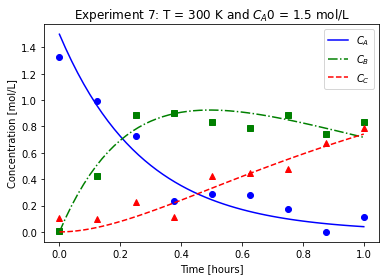 Experiment 7: T = 300 K and C_A0 = 1.5 mol/L
C_A
C_B
C_C
Concentration [mol/L]
1.4
1.2
1.0
0.8
0.6
0.4
0.2
0.0
0.0 0.2 0.4 0.6 0.8 1.0
Time [hours]